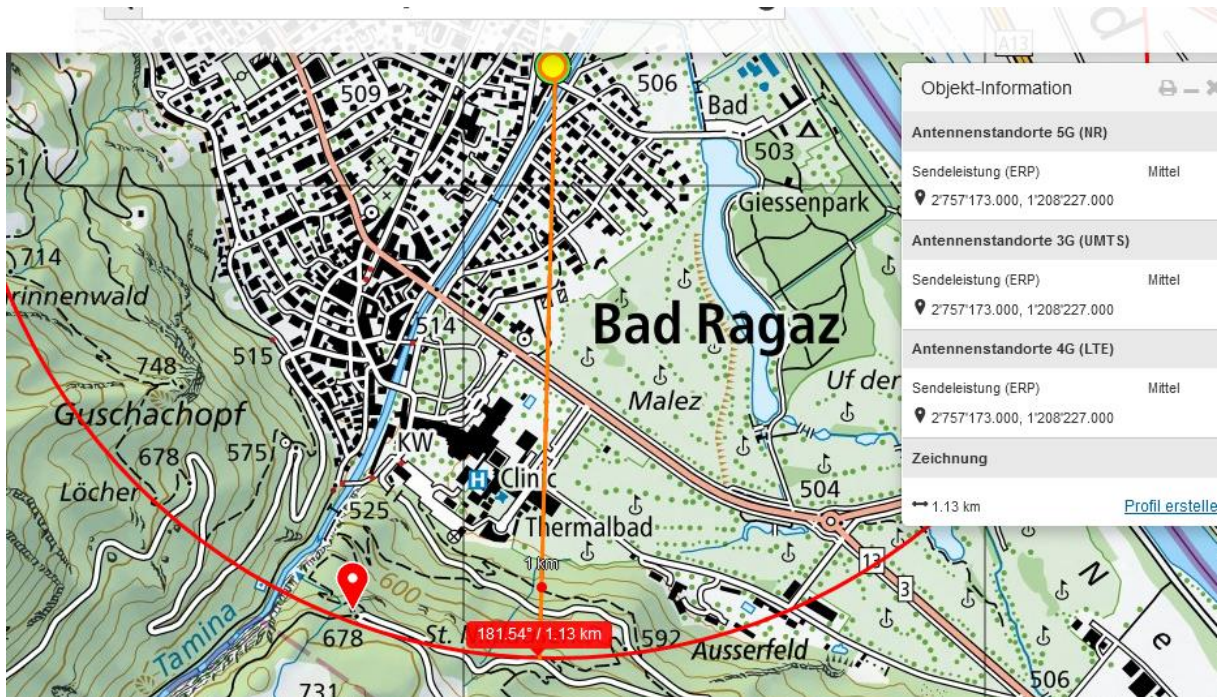 A13
509
506
Bad
503
Giessenpark
51
714
rinnenwald
514
515
Bad Ragaz
748
Uf der
Malez
Guschachopf
KW
575
678
H
Clinic
Löcher
504
525
Thermalbad
1 km
13
3
600
N
Tamina
678
St.
181.54° / 1.13 km
592
Ausserfeld
e
731
506
Objekt-Information
Antennenstandorte 5G (NR)
Sendeleistung (ERP) Mittel
2'757'173.000, 1'208'227.000
Antennenstandorte 3G (UMTS)
Sendeleistung (ERP) Mittel
2'757'173.000, 1'208'227.000
Antennenstandorte 4G (LTE)
Sendeleistung (ERP) Mittel
2'757'173.000, 1'208'227.000
Zeichnung
1.13 km Profil erstelle